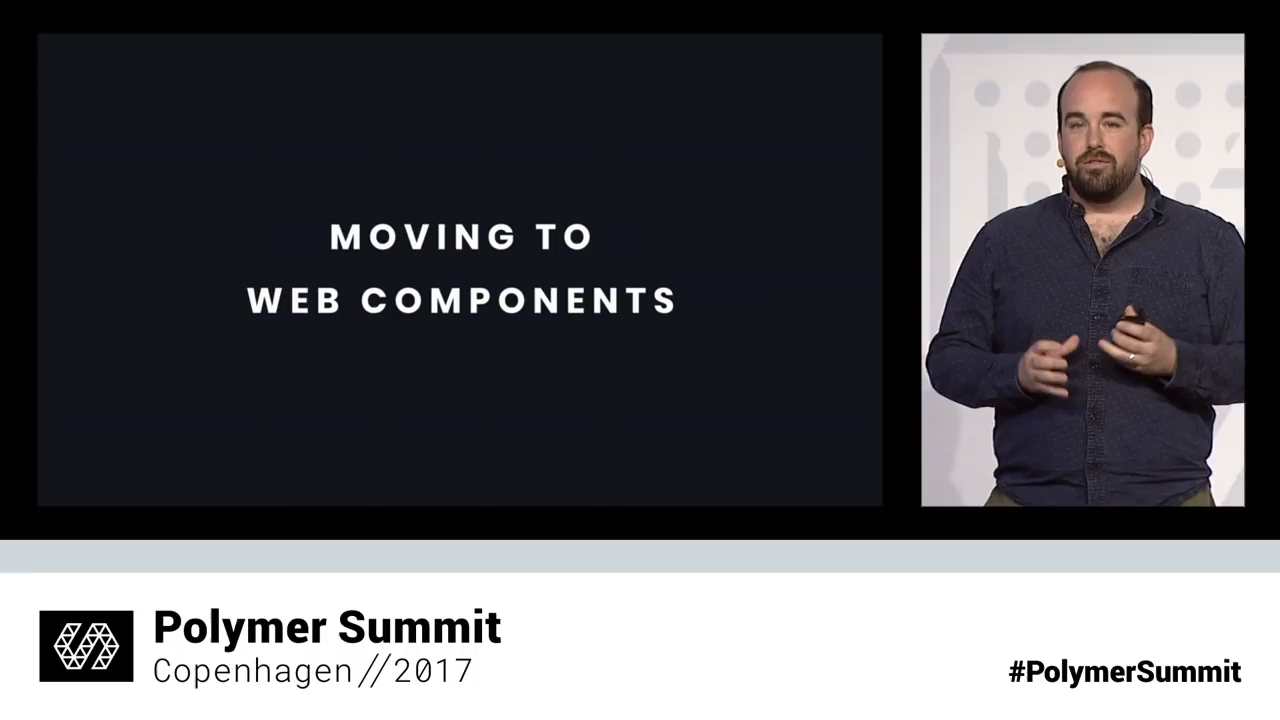 MOVING TO
WEB COMPONENTS
Polymer Summit
Copenhagen//2017
#PolymerSummit